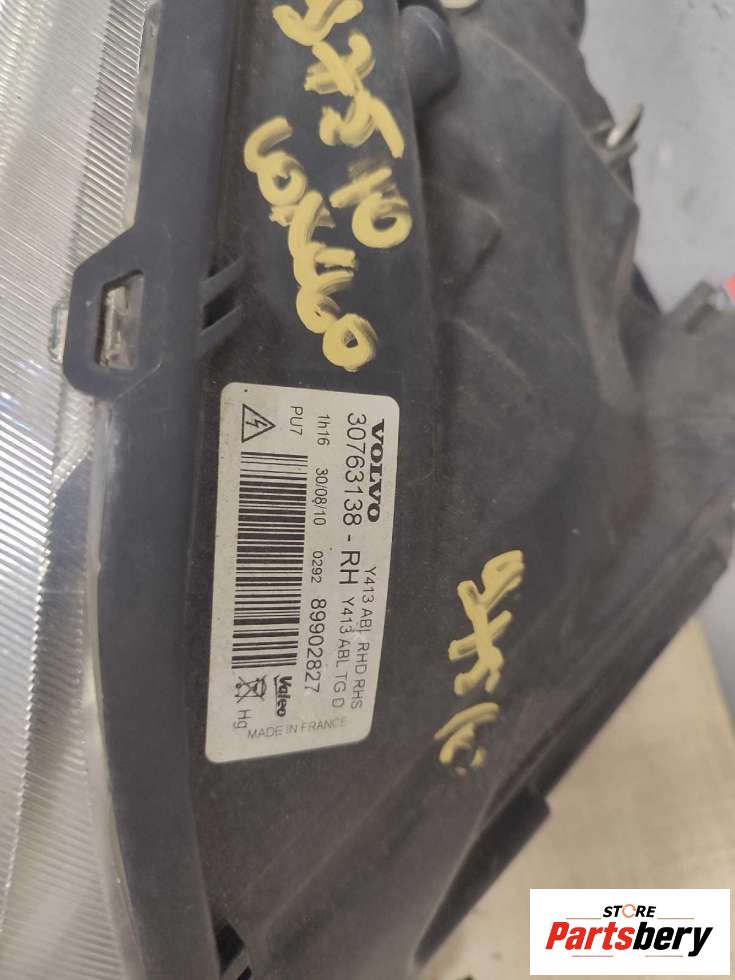 VOLVO
30763138 - RH
Y413 ABL RHD RHS
Y413 ABL TG D
1h16 30/08/10 0292 89902827
PU7
Valeo
Hg
MADE IN FRANCE
STORE
Partsbery